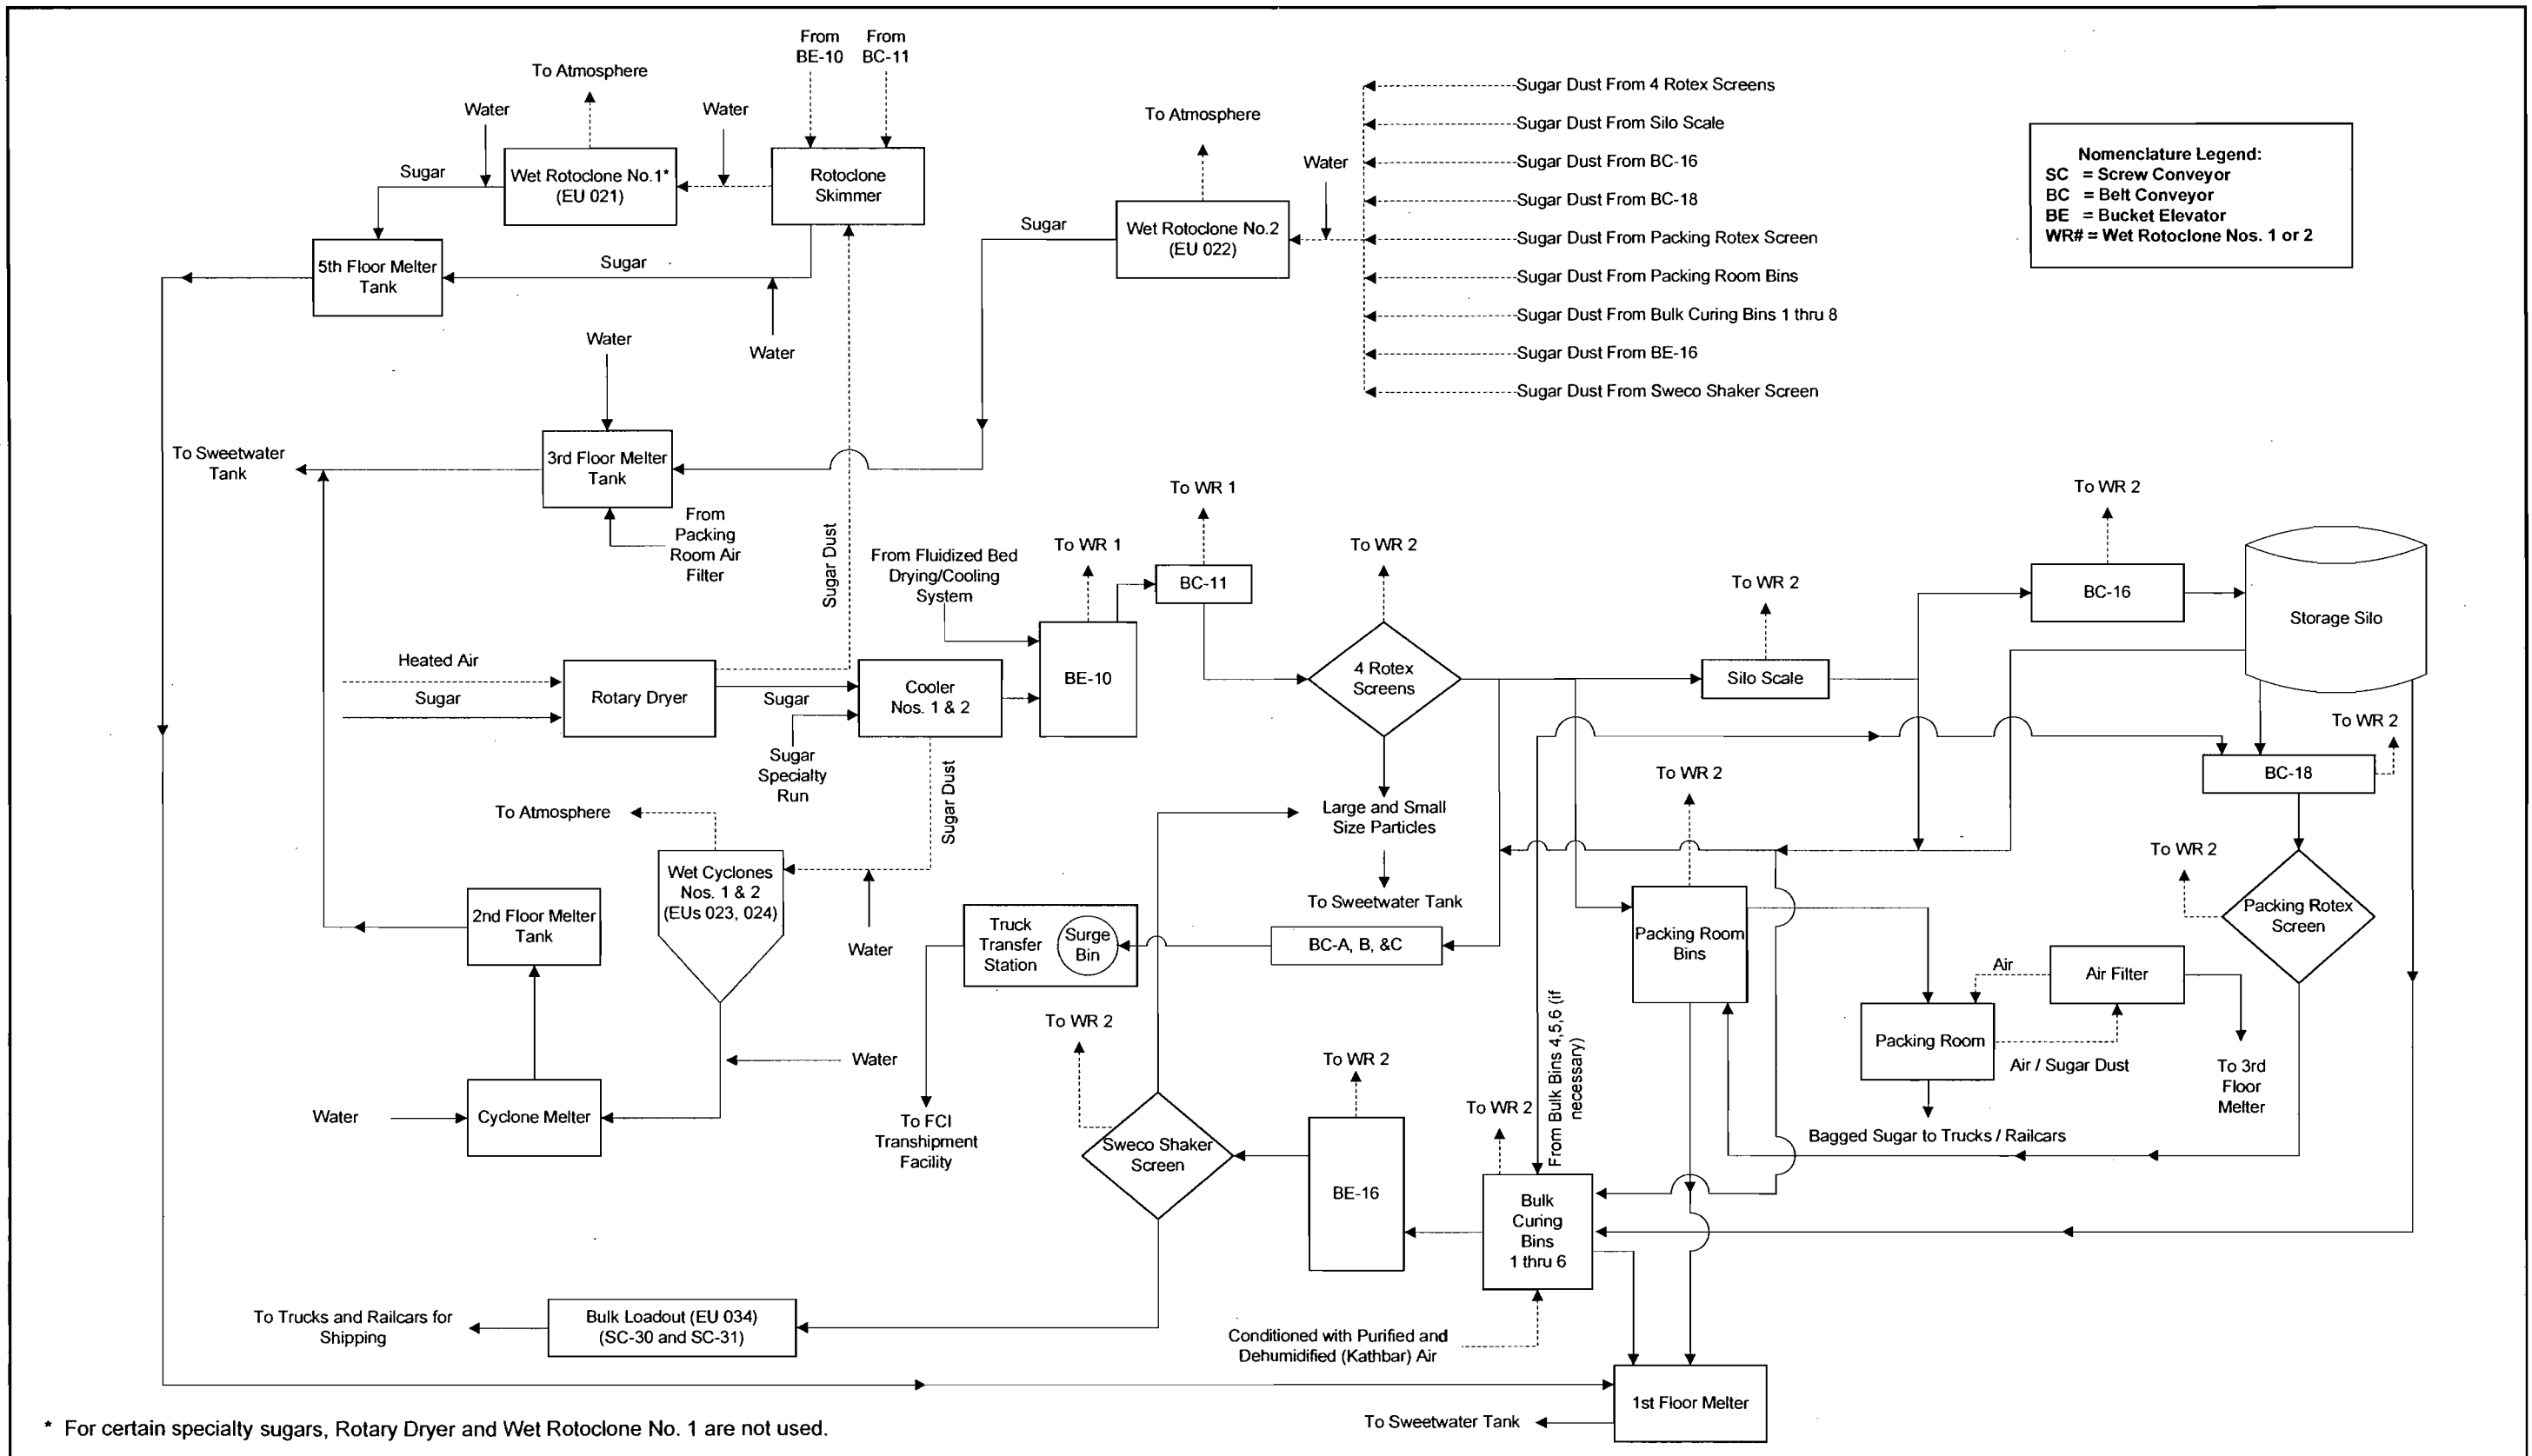 From
BE-10
From
BC-11
To Atmosphere
Water
Water
Sugar
Wet Rotoclone No.1*
(EU 021)
Rotoclone
Skimmer
5th Floor Melter
Tank
Sugar
Water
To Atmosphere
Water
Sugar
Wet Rotoclone No.2
(EU 022)
Sugar Dust From 4 Rotex Screens
Sugar Dust From Silo Scale
Sugar Dust From BC-16
Sugar Dust From BC-18
Sugar Dust From Packing Rotex Screen
Sugar Dust From Packing Room Bins
Sugar Dust From Bulk Curing Bins 1 thru 8
Sugar Dust From BE-16
Sugar Dust From Sweco Shaker Screen
Nomenclature Legend:
SC = Screw Conveyor
BC = Belt Conveyor
BE = Bucket Elevator
WR# = Wet Rotoclone Nos. 1 or 2
Water
To Sweetwater
Tank
3rd Floor Melter
Tank
From
Packing
Room Air
Filter
Sugar Dust
From Fluidized Bed
Drying/Cooling
System
To WR 1
To WR 1
BC-11
To WR 2
To WR 2
To WR 2
BC-16
Storage Silo
Heated Air
Sugar
Rotary Dryer
Sugar
Cooler
Nos. 1 & 2
BE-10
4 Rotex
Screens
Silo Scale
Sugar
Specialty
Run
Sugar Dust
To WR 2
BC-18
To WR 2
To Atmosphere
Large and Small
Size Particles
To Sweetwater Tank
Wet Cyclones
Nos. 1 & 2
(EUs 023, 024)
Water
2nd Floor Melter
Tank
Truck
Transfer
Station
Surge
Bin
BC-A, B, &C
Packing Room
Bins
To WR 2
Packing Rotex
Screen
Air
Air Filter
Packing Room
Air / Sugar Dust
To 3rd
Floor
Melter
Bagged Sugar to Trucks / Railcars
From Bulk Bins 4,5,6 (if
necessary)
To WR 2
To WR 2
To WR 2
Water
Water
Cyclone Melter
To FCI
Transhipment
Facility
Sweco Shaker
Screen
BE-16
Bulk
Curing
Bins
1 thru 6
To Trucks and Railcars for
Shipping
Bulk Loadout (EU 034)
(SC-30 and SC-31)
Conditioned with Purified and
Dehumidified (Kathbar) Air
1st Floor Melter
To Sweetwater Tank
* For certain specialty sugars, Rotary Dryer and Wet Rotoclone No. 1 are not used.